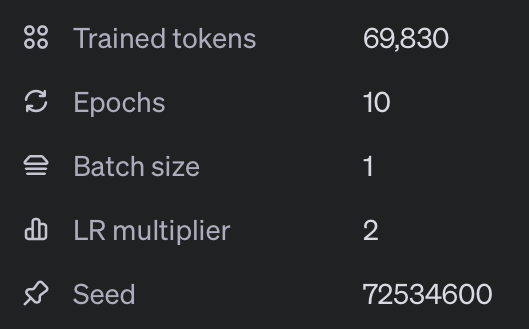 Trained tokens 69,830
Epochs 10
Batch size 1
LR multiplier 2
Seed 72534600